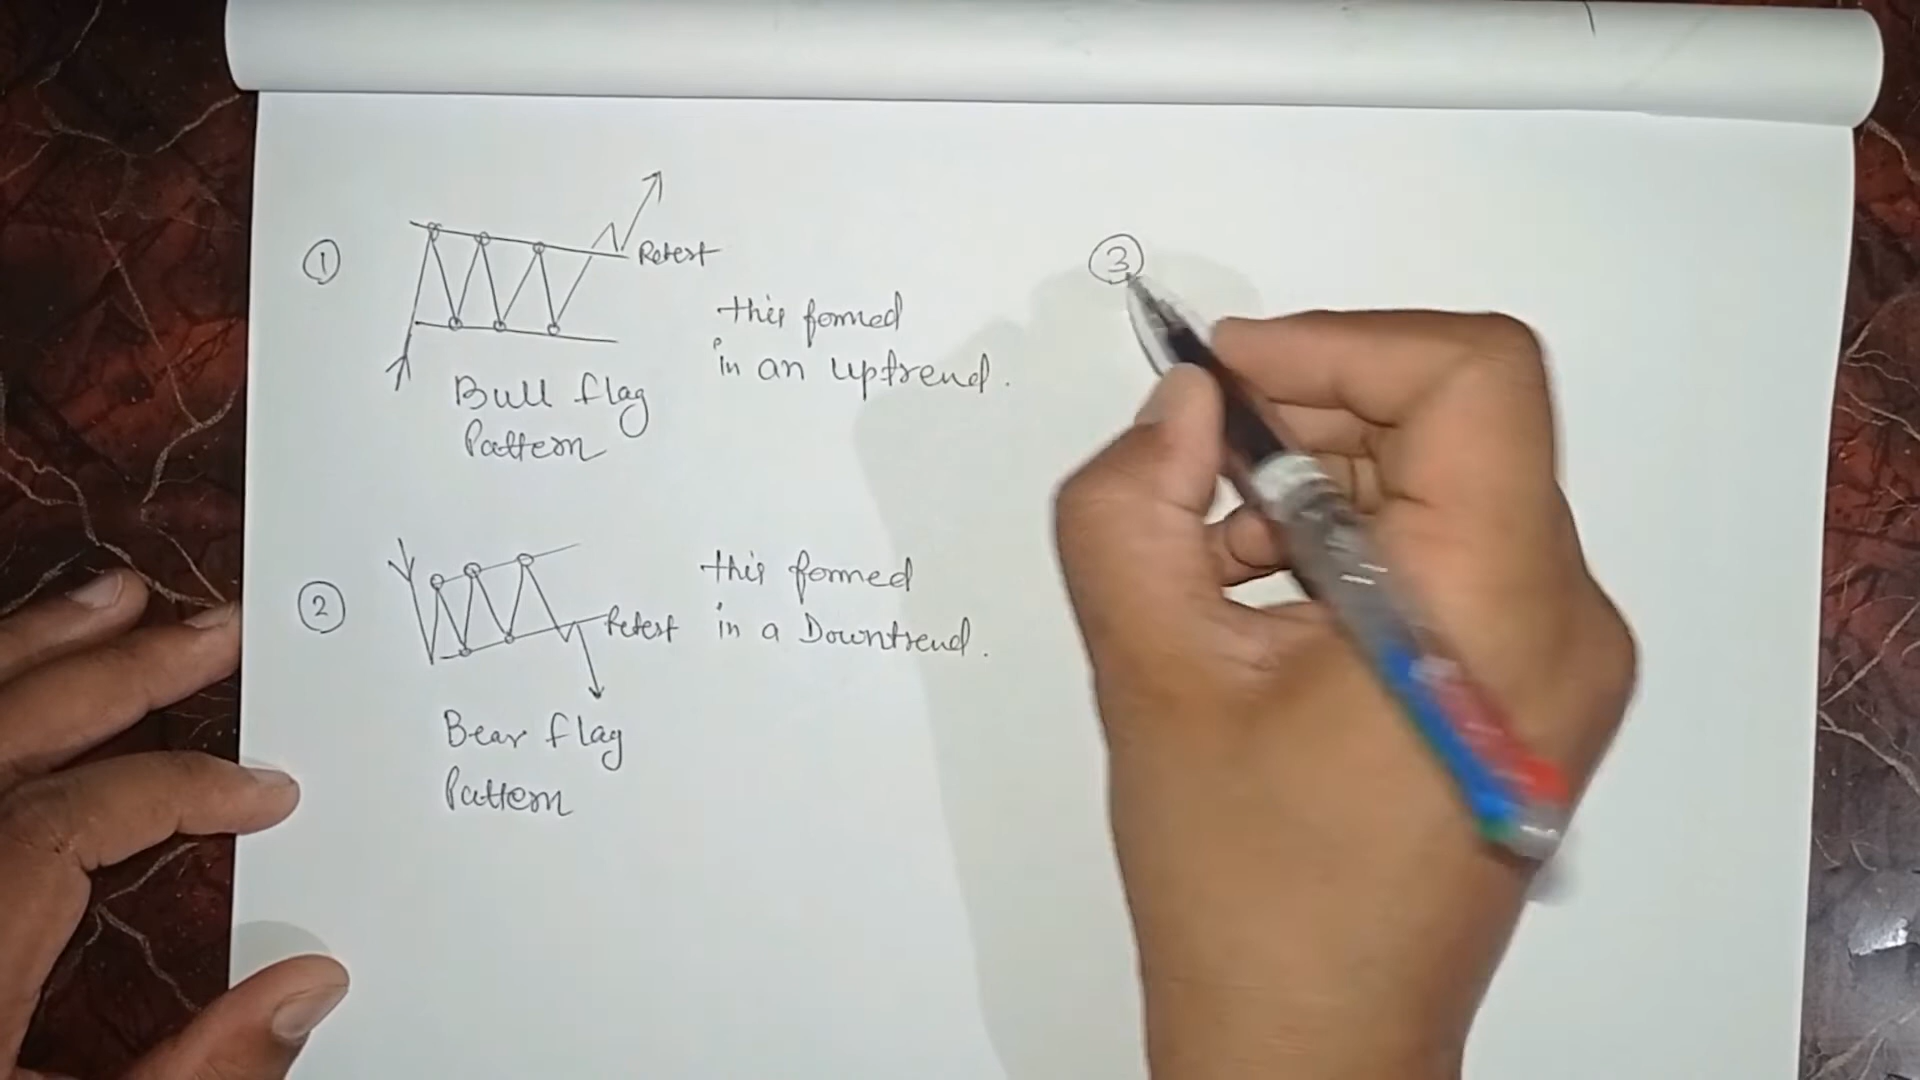 1
Retest
this formed
in an uptrend.
Bull flag
Pattern
2
Retest
this formed
in a Downtrend.
Bear flag
Pattern
3